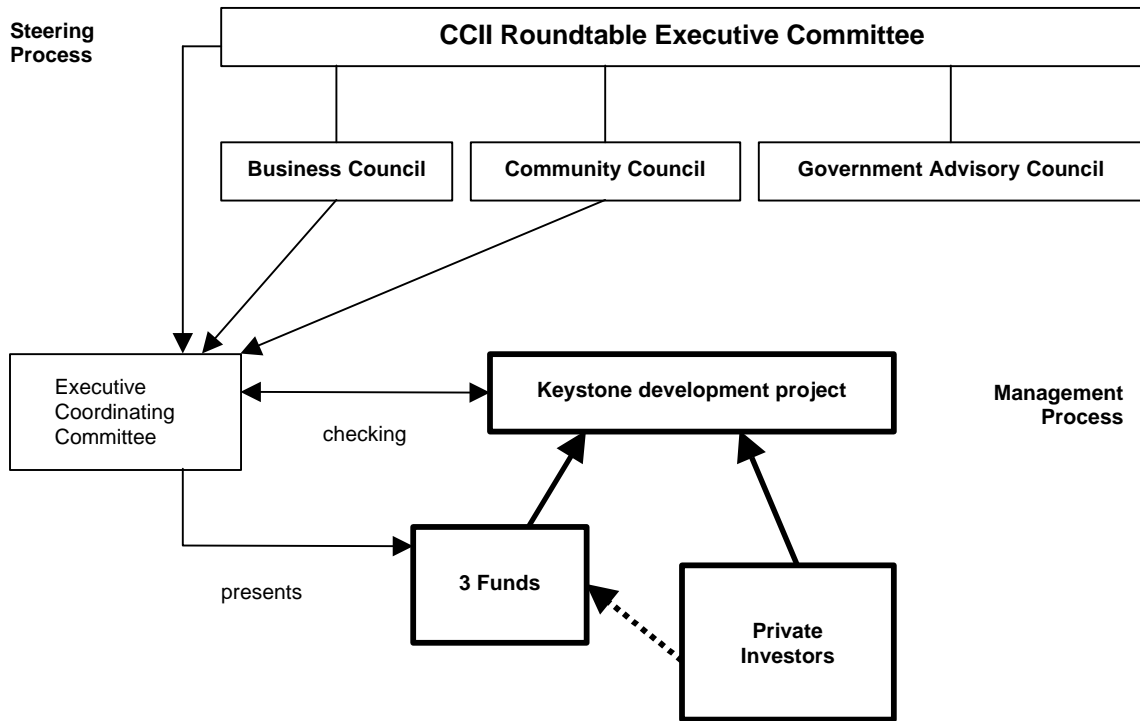 Steering
Process
CCII Roundtable Executive Committee
Business Council
Community Council
Government Advisory Council
Executive
Coordinating
Committee
checking
Keystone development project
Management
Process
presents
3 Funds
Private
Investors